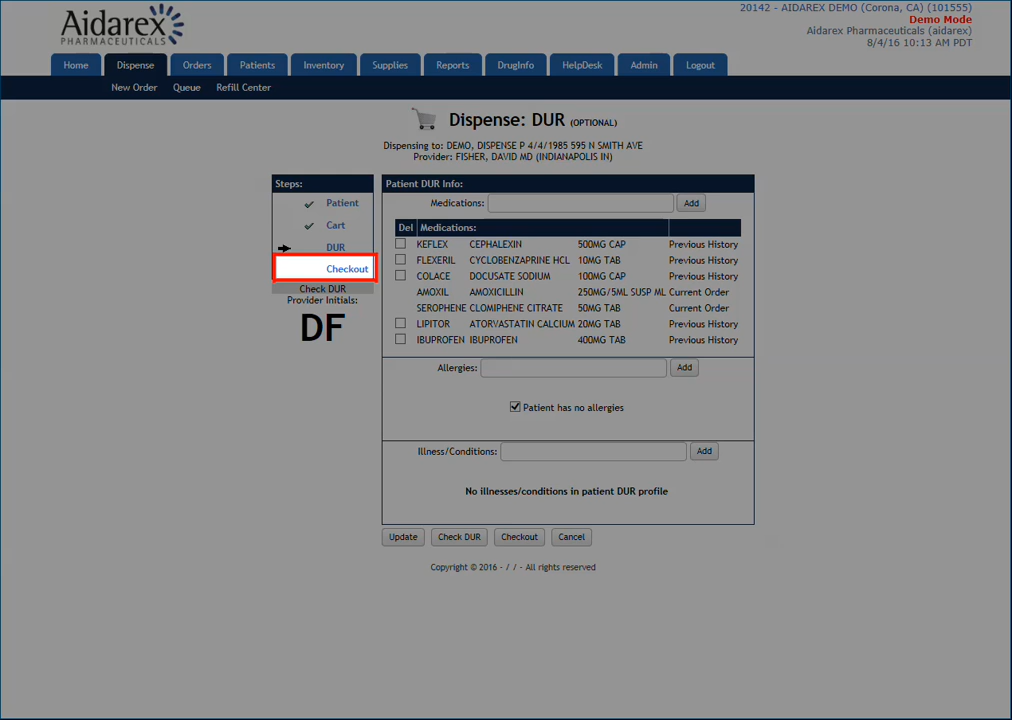 Aidarex
PHARMACEUTICALS
20142 - AIDAREX DEMO (Corona, CA) (101555)
Demo Mode
Aidarex Pharmaceuticals (aidarex)
8/4/16 10:13 AM PDT
Home Dispense Orders Patients Inventory Supplies Reports DrugInfo HelpDesk Admin Logout
New Order Queue Refill Center
Dispense: DUR (OPTIONAL)
Dispensing to: DEMO, DISPENSE P 4/4/1985 595 N SMITH AVE
Provider: FISHER, DAVID MD (INDIANAPOLIS IN)
Steps:
Patient
Cart
DUR
Checkout
Check DUR
Provider Initials:
DF
Patient DUR Info:
Medications: Add
Del Medications:
KEFLEX CEPHALEXIN 500MG CAP Previous History
FLEXERIL CYCLOBENZAPRINE HCL 10MG TAB Previous History
COLACE DOCUSATE SODIUM 100MG CAP Previous History
AMOXIL AMOXICILLIN 250MG/5ML SUSP ML Current Order
SEROPHENE CLOMIPHENE CITRATE 50MG TAB Current Order
LIPITOR ATORVASTATIN CALCIUM 20MG TAB Previous History
IBUPROFEN IBUPROFEN 400MG TAB Previous History
Allergies: Add
Patient has no allergies
Illness/Conditions: Add
No illnesses/conditions in patient DUR profile
Update Check DUR Checkout Cancel
Copyright © 2016 - / / - All rights reserved